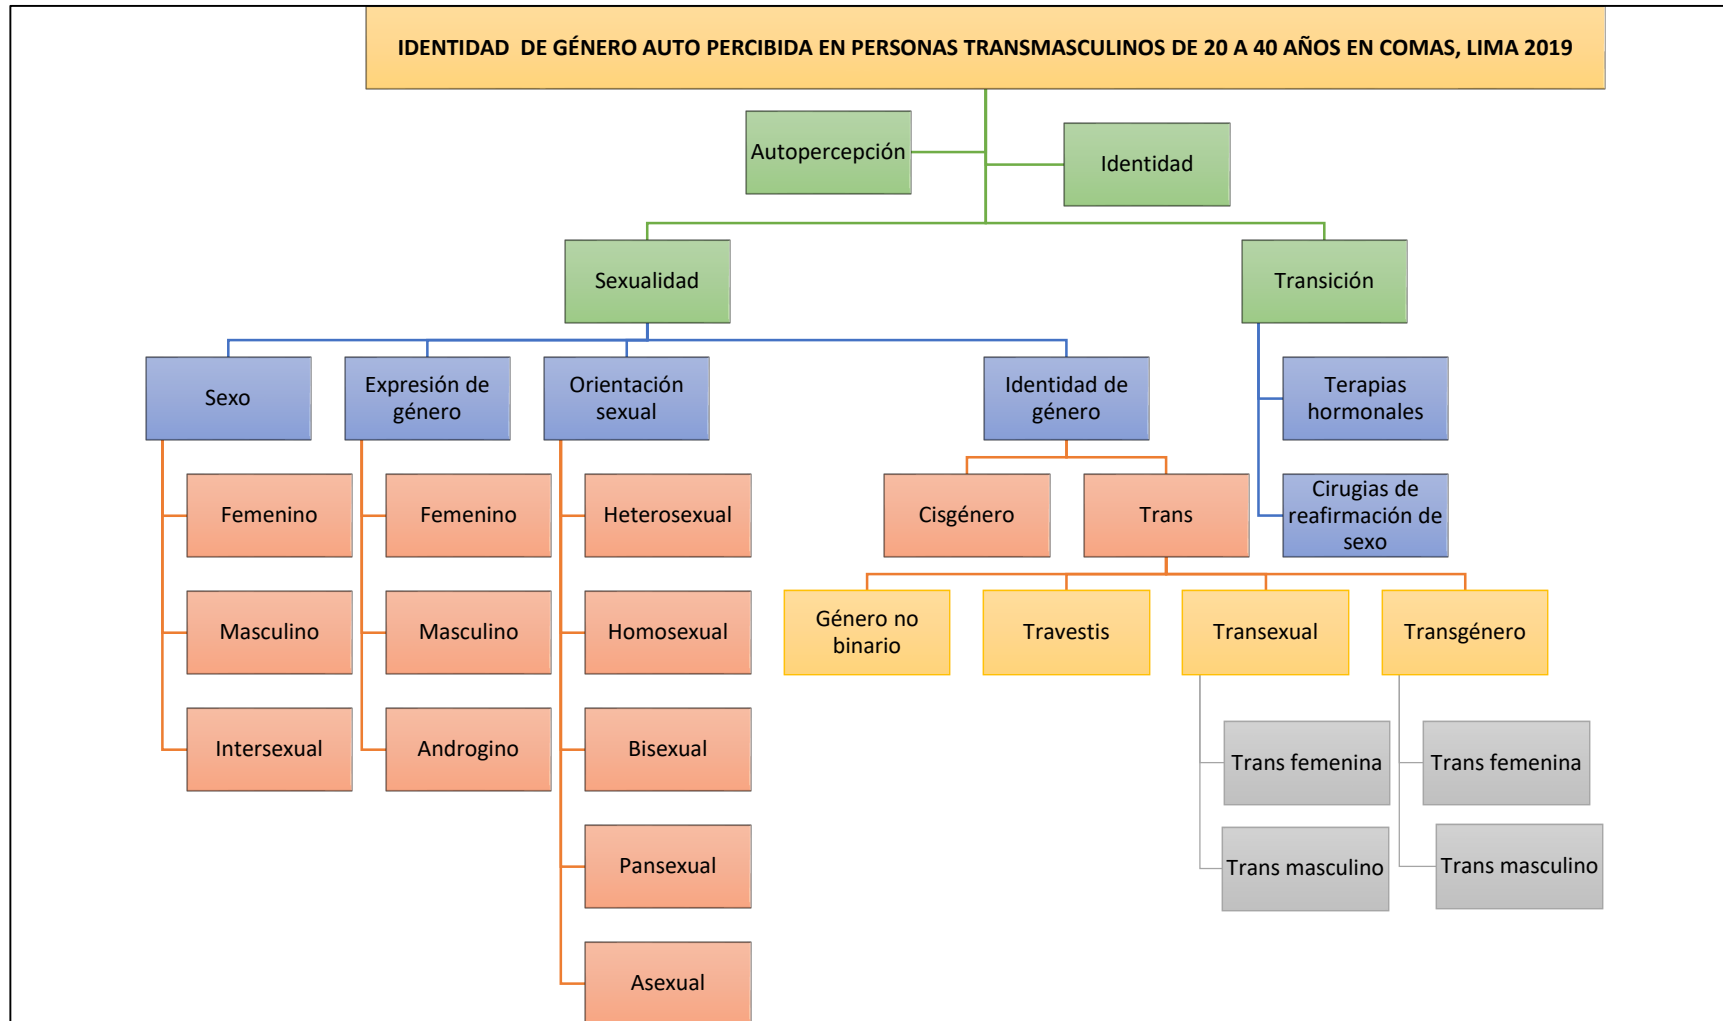 IDENTIDAD  DE GÉNERO AUTO PERCIBIDA EN PERSONAS TRANSMASCULINOS DE 20 A 40 AÑOS EN COMAS, LIMA 2019
Autopercepción
Identidad
Sexualidad
Transición
Sexo
Expresión de
género
Orientación
sexual
Identidad de
género
Terapias
hormonales
Femenino
Femenino
Heterosexual
Cisgénero
Trans
Cirugias de
reafirmación de
sexo
Masculino
Masculino
Homosexual
Género no
binario
Travestis
Transexual
Transgénero
Intersexual
Androgino
Bisexual
Trans femenina
Trans femenina
Pansexual
Trans masculino
Trans masculino
Asexual